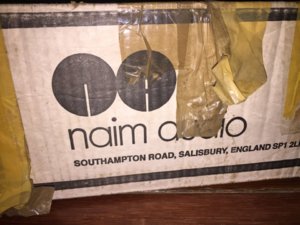 naim audio
SOUTHAMPTON ROAD, SALISBURY, ENGLAND SP1 2L